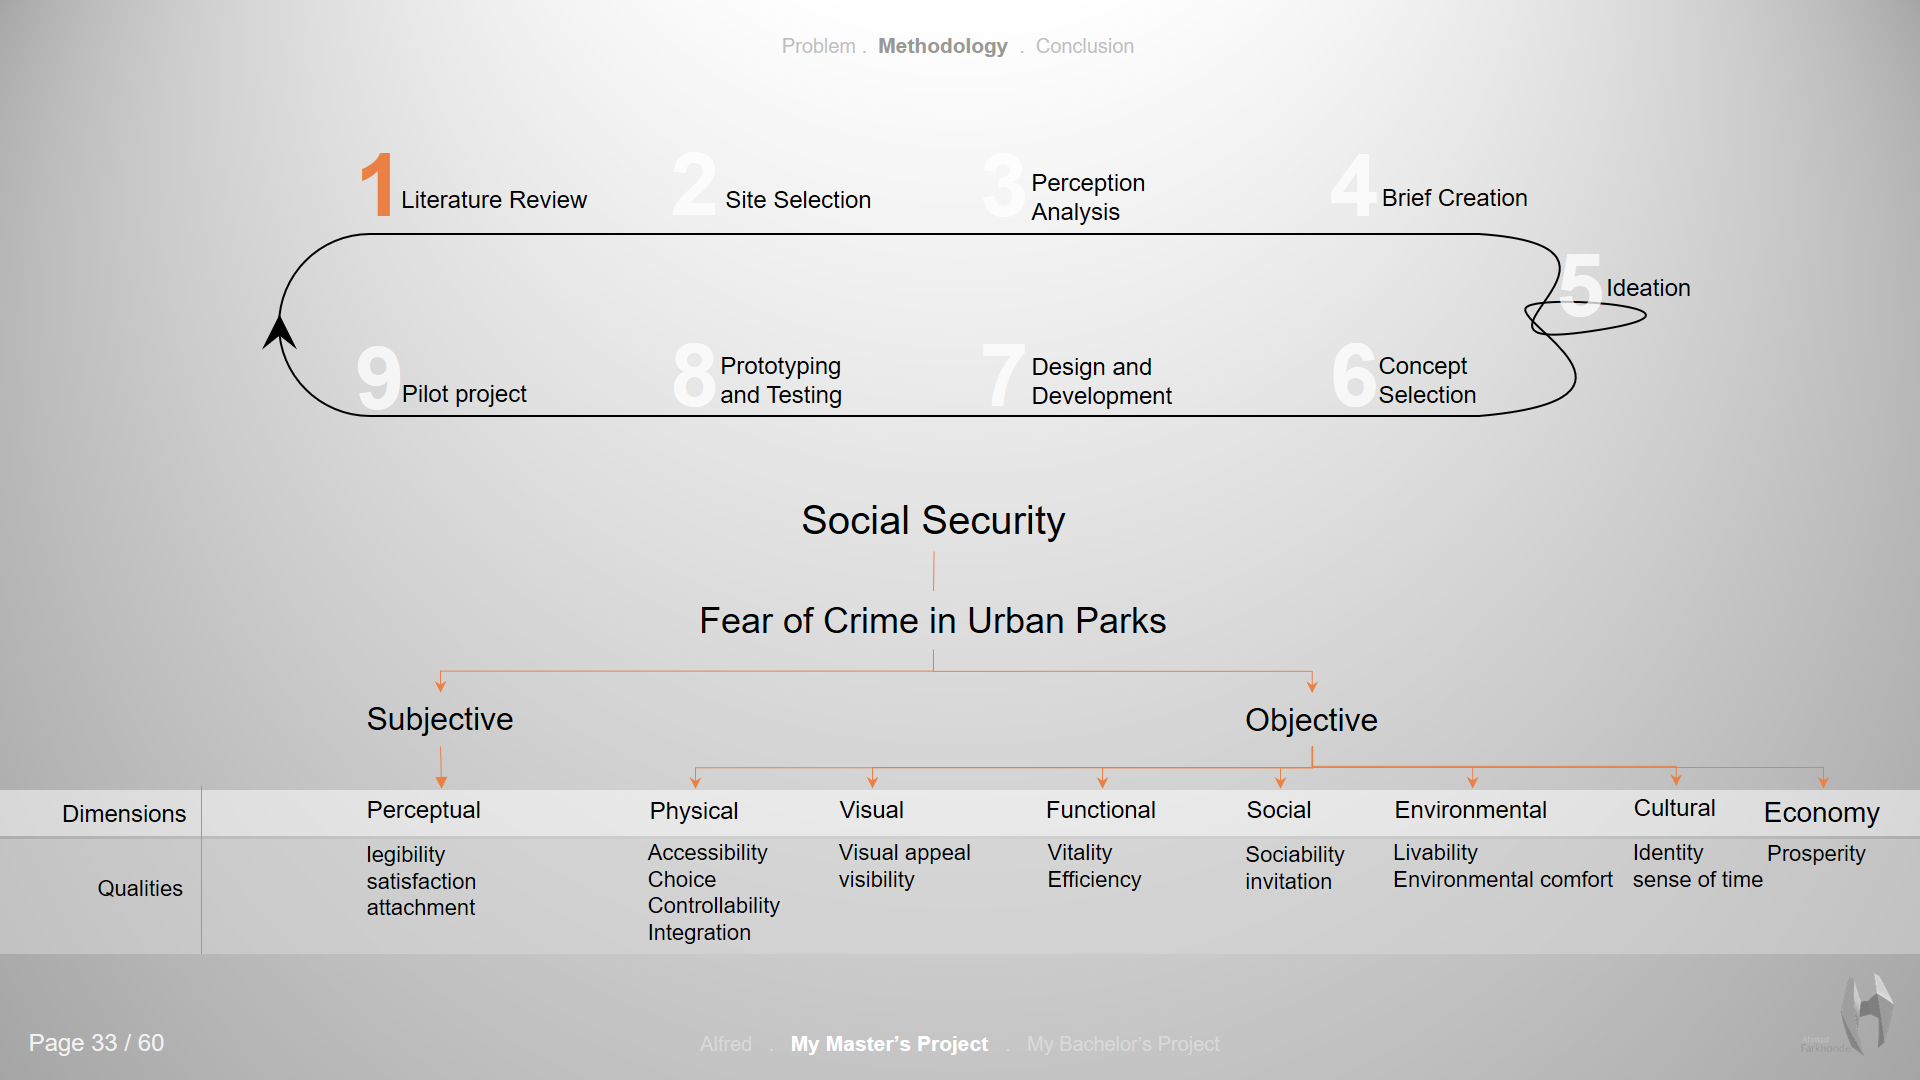 Problem . Methodology . Conclusion
1 Literature Review
2 Site Selection
3 Perception
Analysis
4 Brief Creation
5 Ideation
6 Concept
Selection
7 Design and
Development
8 Prototyping
and Testing
9 Pilot project
Social Security
Fear of Crime in Urban Parks
Subjective
Objective
Dimensions
Perceptual
Physical
Visual
Functional
Social
Environmental
Cultural
Economy
Qualities
legibility
satisfaction
attachment
Accessibility
Choice
Controllability
Integration
Visual appeal
visibility
Vitality
Efficiency
Sociability
invitation
Livability
Environmental comfort
Identity
sense of time
Prosperity
Page 33 / 60
Alfred . My Master's Project . My Bachelor's Project
Ahmad